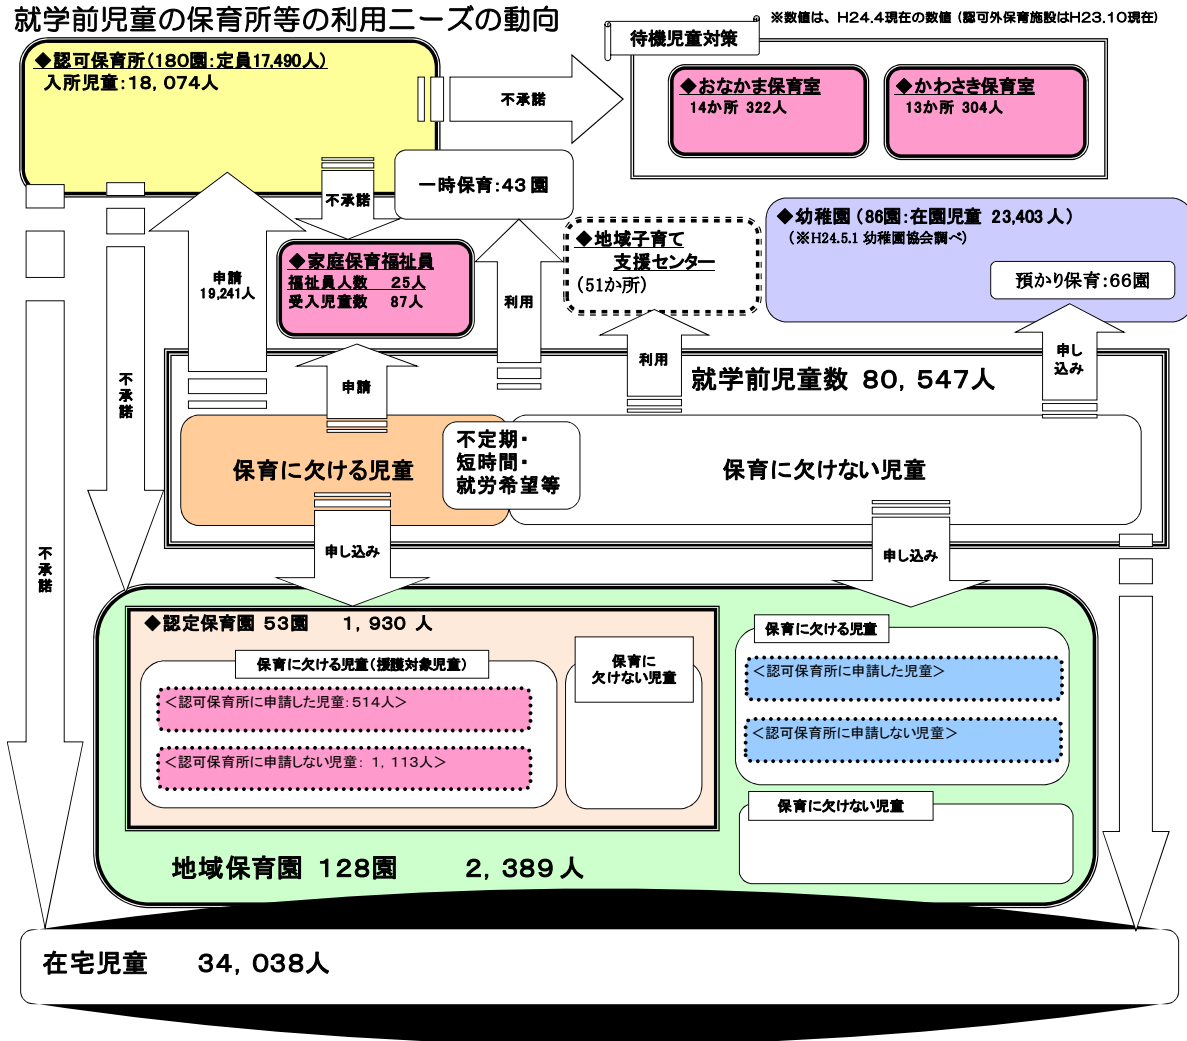 就学前児童の保育所等の利用ニーズの動向
※数値は、H24.4現在の数値（認可外保育施設はH23.10現在）
◆認可保育所（180園：定員17,490人）
入所児童：18，074人
不承諾
待機児童対策
◆おなかま保育室
14か所 322人
◆かわさき保育室
13か所 304人
一時保育：43園
不承諾
申請
19,241人
◆家庭保育福祉員
福祉員人数　25人
受入児童数　87人
利用
◆地域子育て
支援センター
（51か所）
◆幼稚園（86園：在園児童 23,403人）
（※H24.5.1 幼稚園協会調べ）
預かり保育：66園
申し
込み
利用
申請
就学前児童数 80，547人
不承諾
保育に欠ける児童
不定期・
短時間・
就労希望等
保育に欠けない児童
不承諾
申し込み
申し込み
◆認定保育園 53園　1，930 人
保育に欠ける児童（援護対象児童）
＜認可保育所に申請した児童：514人＞
＜認可保育所に申請しない児童： 1，113人＞
保育に
欠けない児童
保育に欠ける児童
＜認可保育所に申請した児童＞
＜認可保育所に申請しない児童＞
保育に欠けない児童
地域保育園 128園　2，389 人
在宅児童　34，038人